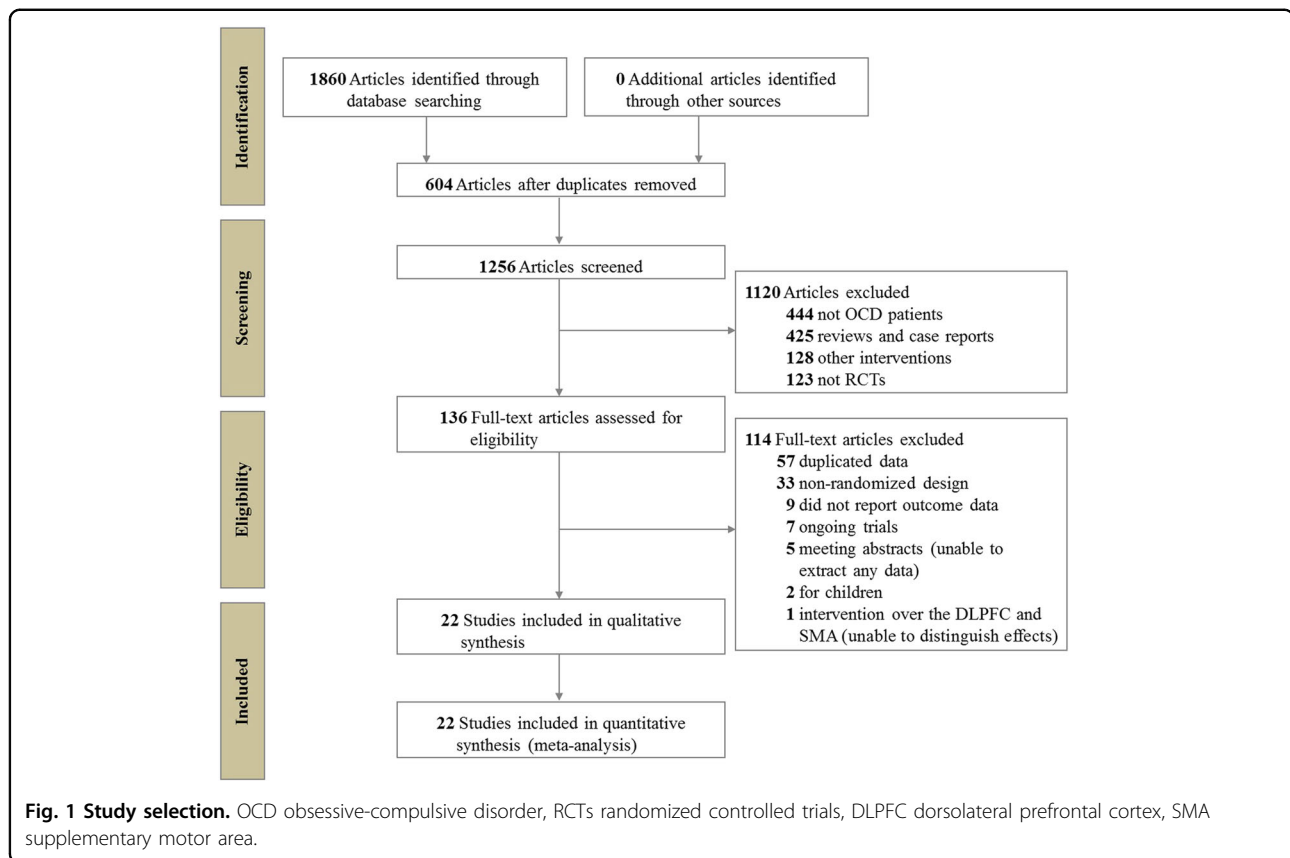 Identification
1860 Articles identified through
database searching
0 Additional articles identified
through other sources
604 Articles after duplicates removed
Screening
1256 Articles screened
1120 Articles excluded
444 not OCD patients
425 reviews and case reports
128 other interventions
123 not RCTs
Eligibility
136 Full-text articles assessed for
eligibility
114 Full-text articles excluded
57 duplicated data
33 non-randomized design
9 did not report outcome data
7 ongoing trials
5 meeting abstracts (unable to
extract any data)
2 for children
1 intervention over the DLPFC and
SMA (unable to distinguish effects)
Included
22 Studies included in qualitative
synthesis
22 Studies included in quantitative
synthesis (meta-analysis)
Fig. 1 Study selection. OCD obsessive-compulsive disorder, RCTs randomized controlled trials, DLPFC dorsolateral prefrontal cortex, SMA
supplementary motor area.